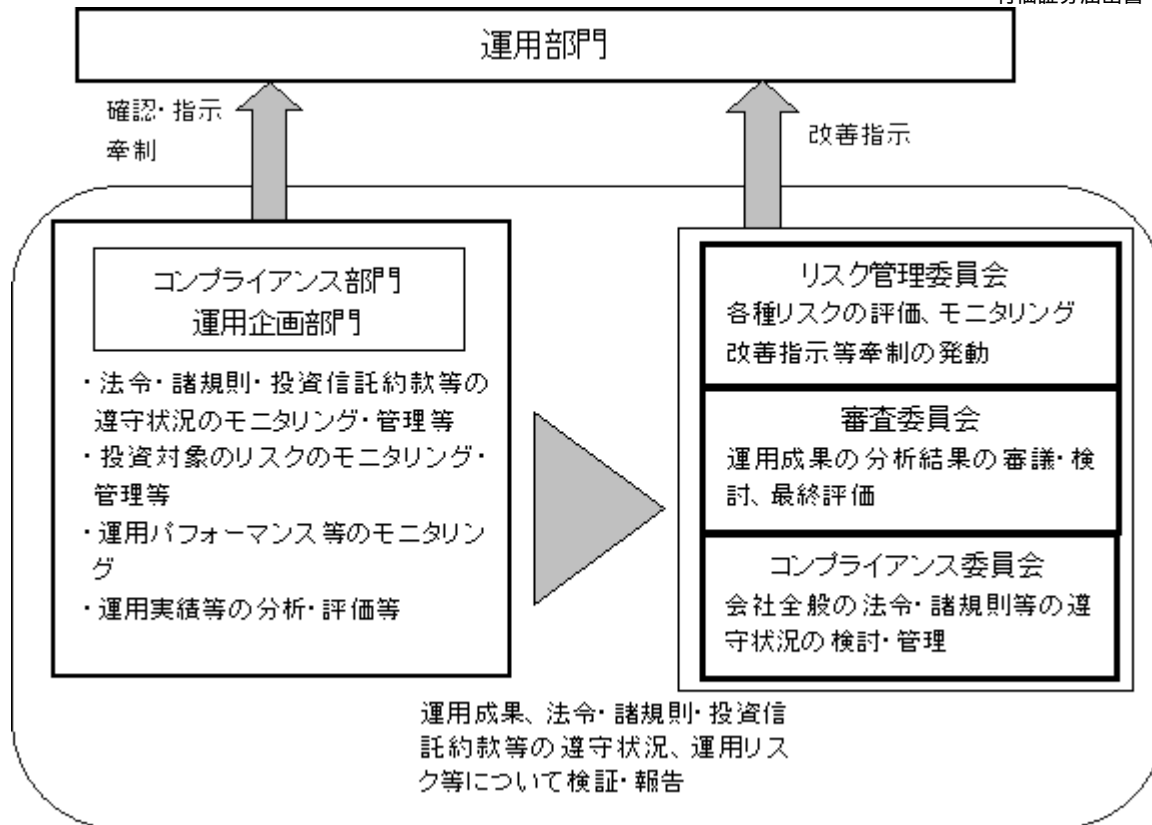 運用部門
確認・指示
牽制
改善指示
コンプライアンス部門
運用企画部門
・法令・諸規則・投資信託約款等の
遵守状況のモニタリング・管理等
・投資対象のリスクのモニタリング・
管理等
・運用パフォーマンス等のモニタリン
グ
・運用実績等の分析・評価等
リスク管理委員会
各種リスクの評価、モニタリング
改善指示等牽制の発動
審査委員会
運用成果の分析結果の審議・検
討、最終評価
コンプライアンス委員会
会社全般の法令・諸規則等の遵
守状況の検討・管理
運用成果、法令・諸規則・投資信
託約款等の遵守状況、運用リス
ク等について検証・報告